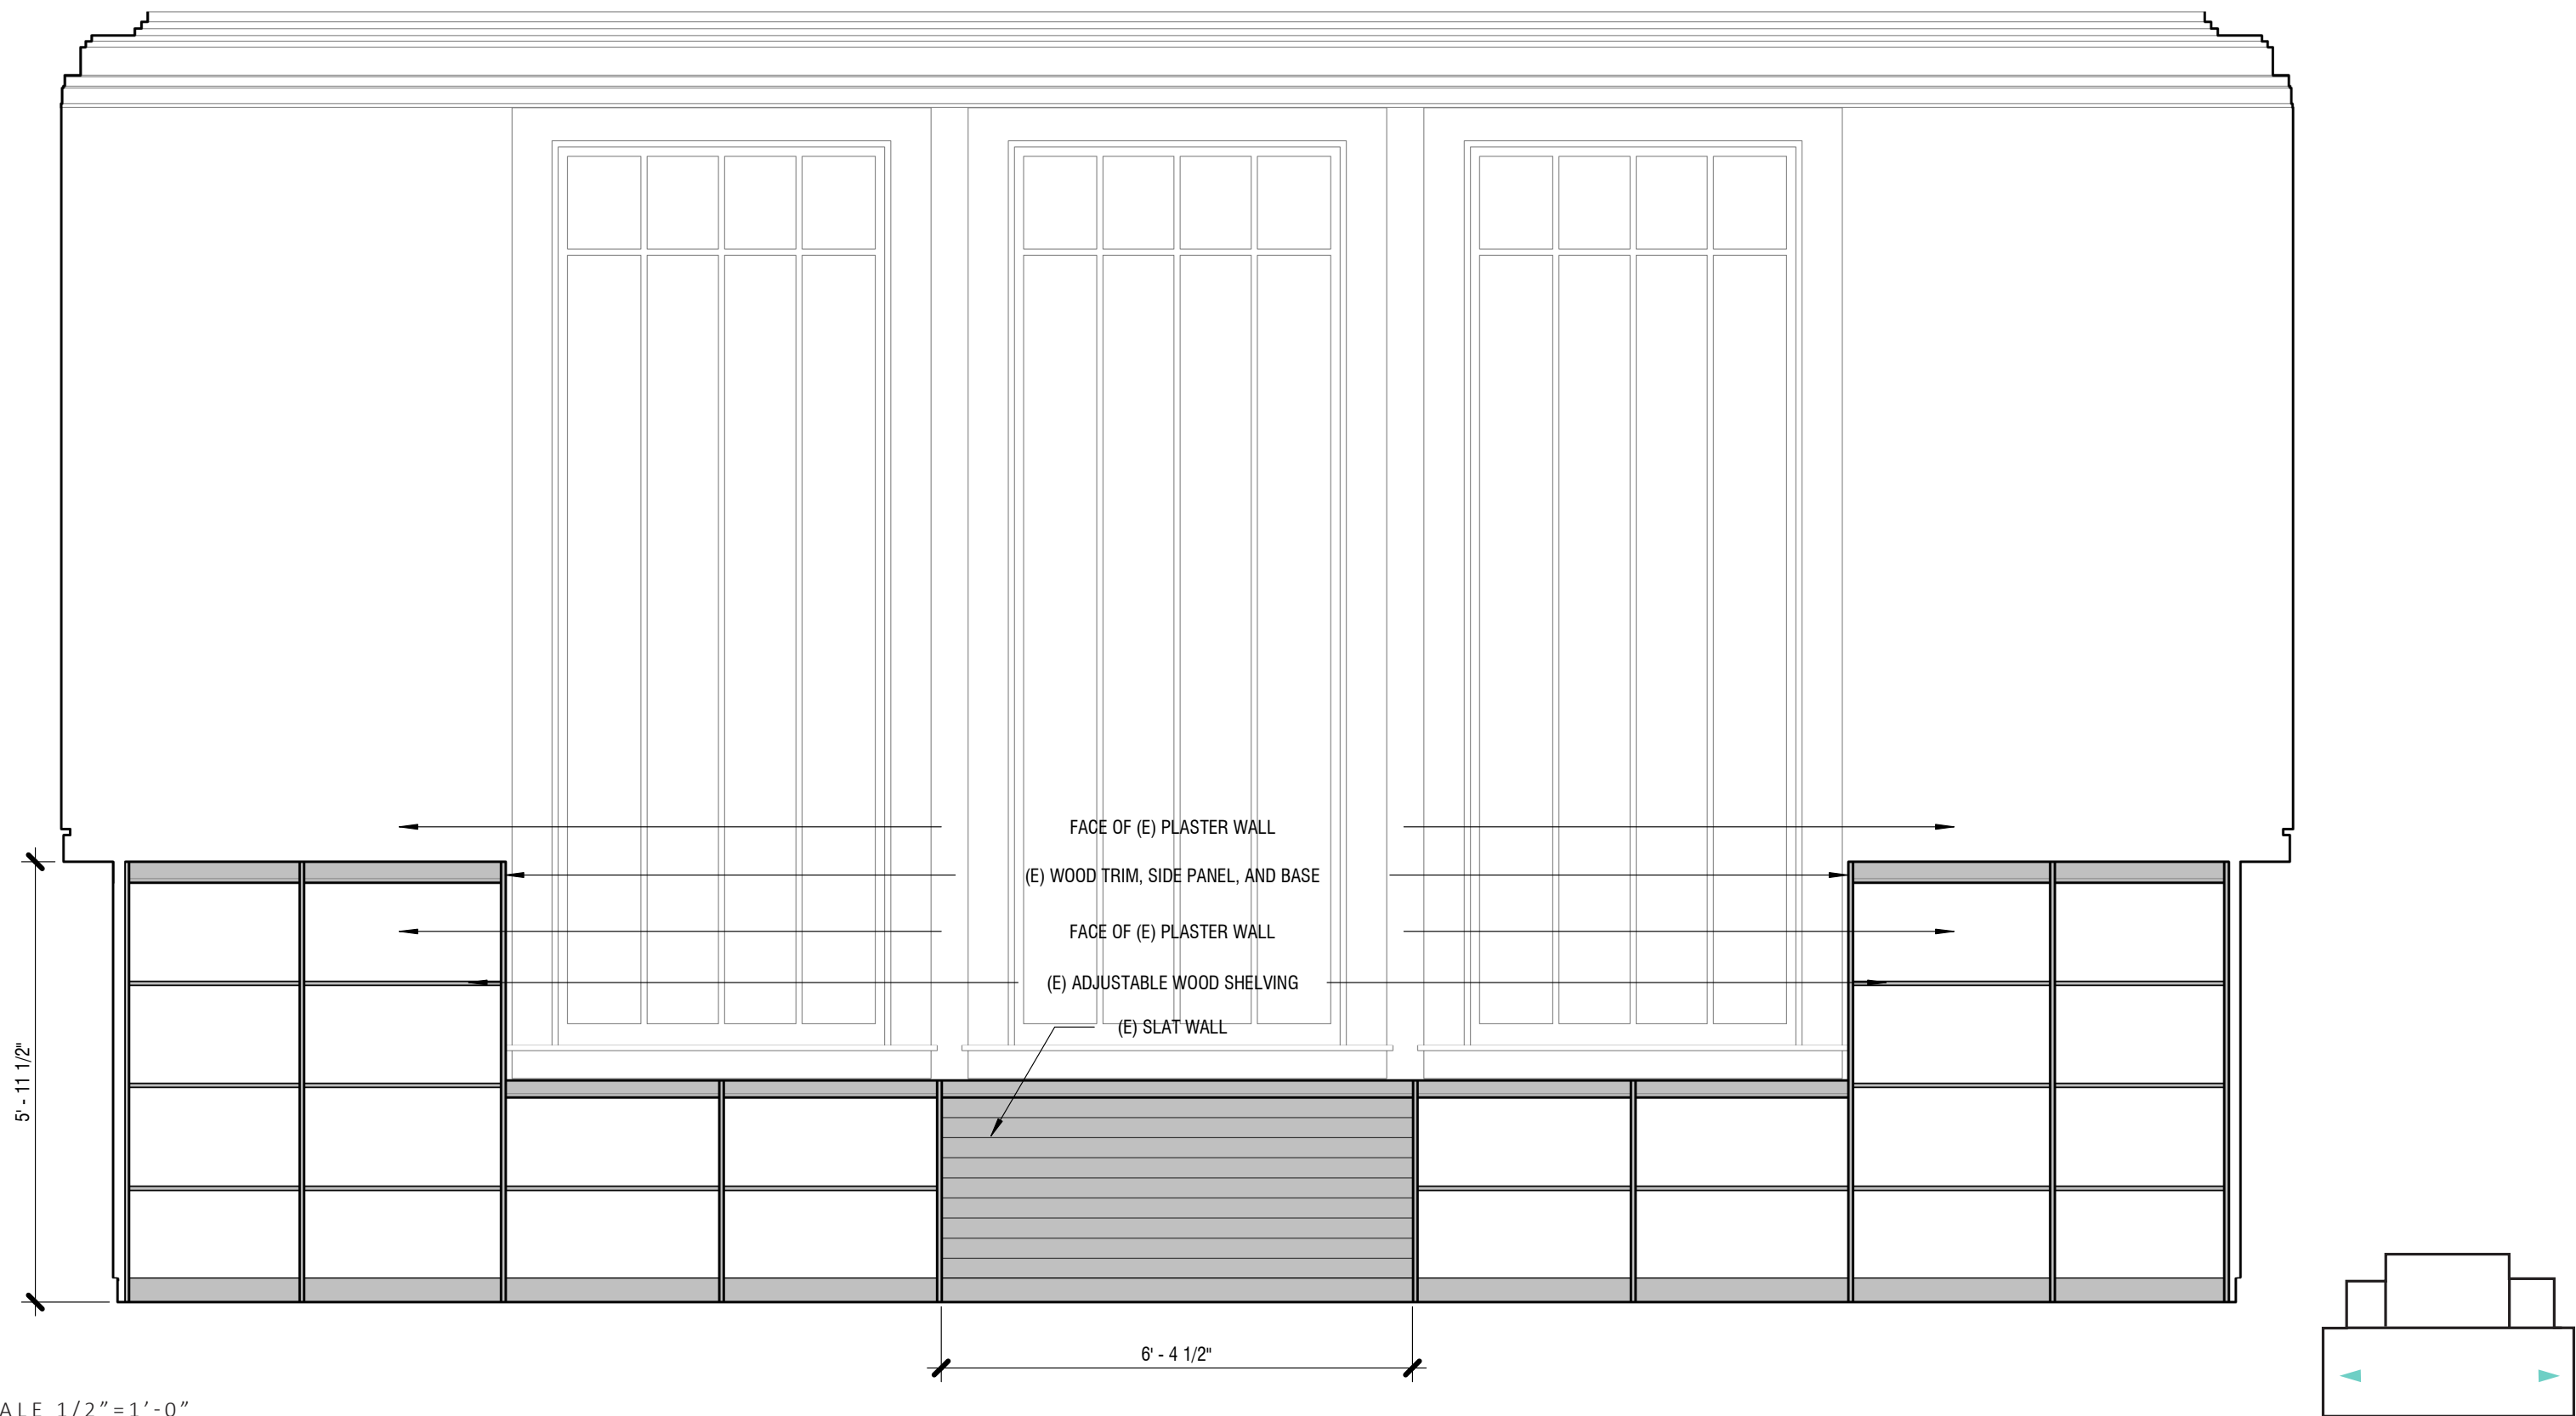 FACE OF (E) PLASTER WALL
(E) WOOD TRIM, SIDE PANEL, AND BASE
FACE OF (E) PLASTER WALL
(E) ADJUSTABLE WOOD SHELVING
(E) SLAT WALL
5' - 11 1/2"
6' - 4 1/2"
ALE 1/2”=1’-0”